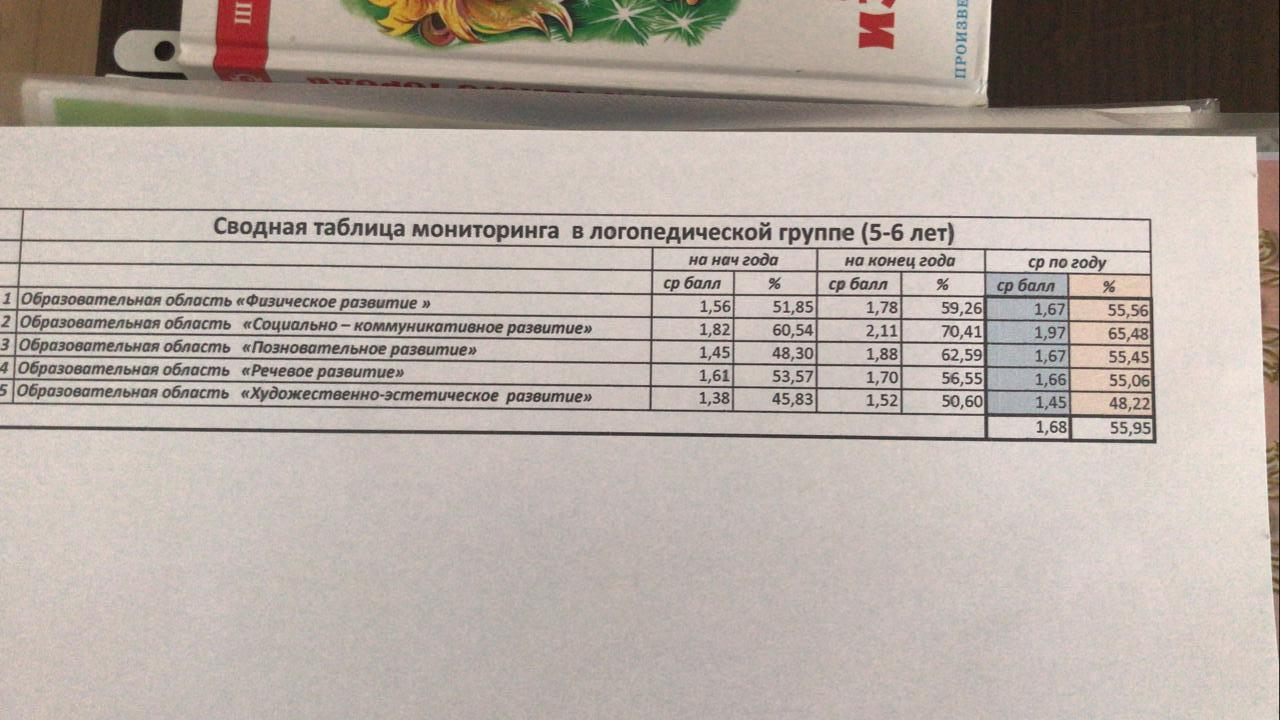 Ш
СИ
ПРОИЗВЕ
Сводная таблица мониторинга в логопедической группе (5-6 лет)
на нач года на конец года ср по году
ср балл % ср балл % ср балл %
1 Образовательная область «Физическое развитие » 1,56 51,85 1,78 59,26 1,67 55,56
2 Образовательная область «Социально – коммуникативное развитие» 1,82 60,54 2,11 70,41 1,97 65,48
3 Образовательная область «Позновательное развитие» 1,45 48,30 1,88 62,59 1,67 55,45
4 Образовательная область «Речевое развитие» 1,61 53,57 1,70 56,55 1,66 55,06
5 Образовательная область «Художественно-эстетическое развитие» 1,38 45,83 1,52 50,60 1,45 48,22
1,68 55,95